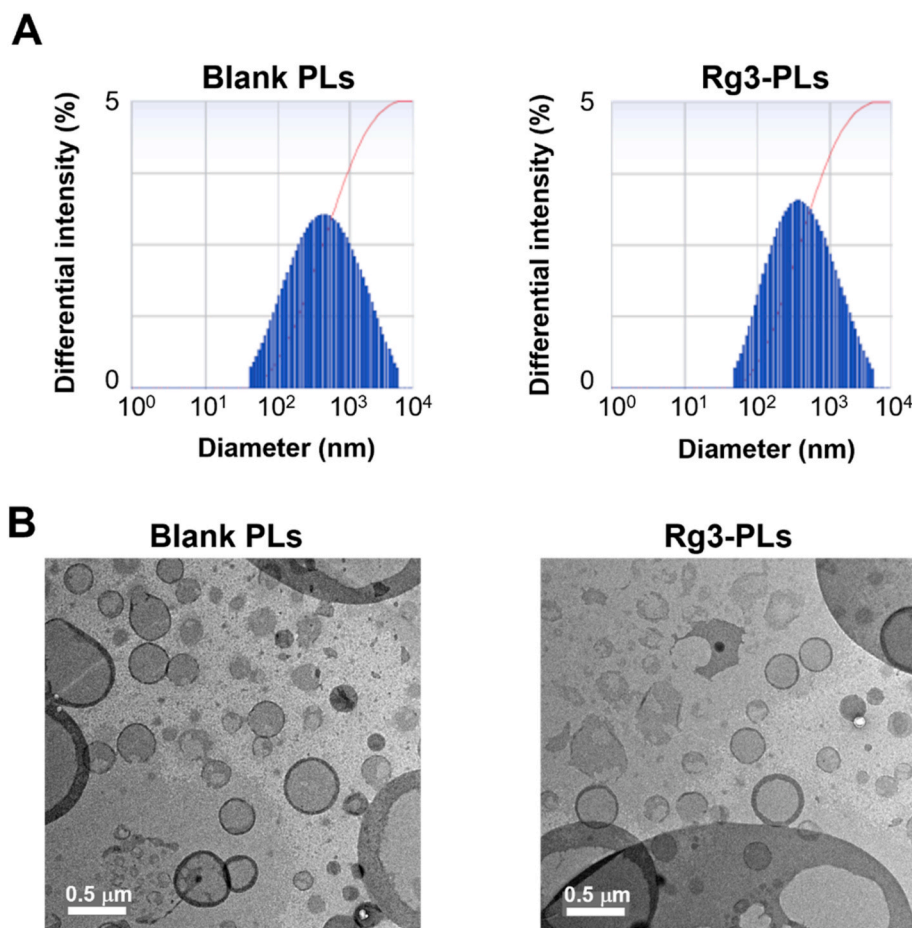 A
Blank PLs
Rg3-PLs
Differential intensity (%)
5
0
10⁰ 10¹ 10² 10³ 10⁴
Diameter (nm)
Differential intensity (%)
5
0
10⁰ 10¹ 10² 10³ 10⁴
Diameter (nm)
B
Blank PLs
Rg3-PLs
0.5 μm
0.5 μm